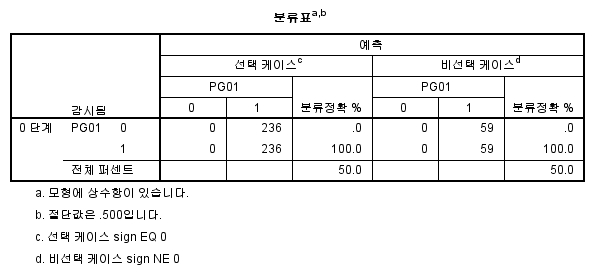 분류표a,b
예측
선택 케이스c 비선택 케이스d
PG01 PG01
감시됨 0 1 분류정확 % 0 1 분류정확 %
0 단계 PG01 0 0 236 .0 0 59 .0
1 0 236 100.0 0 59 100.0
전체 퍼센트 50.0 50.0
a. 모형에 상수항이 있습니다.
b. 절단값은 .500입니다.
c. 선택 케이스 sign EQ 0
d. 비선택 케이스 sign NE 0